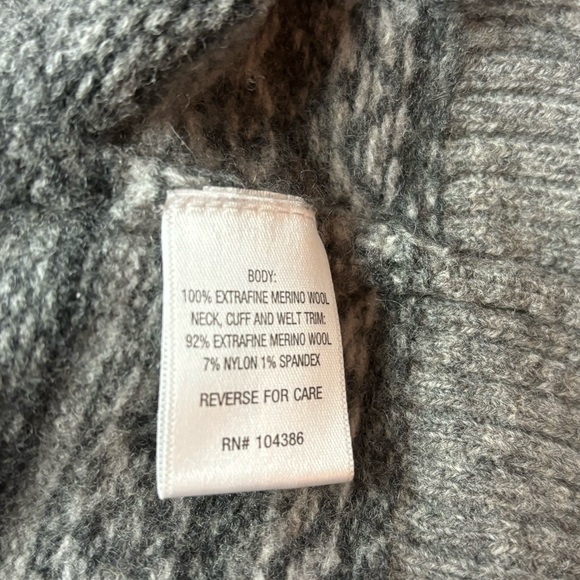 BODY:
100% EXTRAFINE MERINO WOOL
NECK, CUFF AND WELT TRIM:
92% EXTRAFINE MERINO WOOL
7% NYLON 1% SPANDEX
REVERSE FOR CARE
RN# 104386